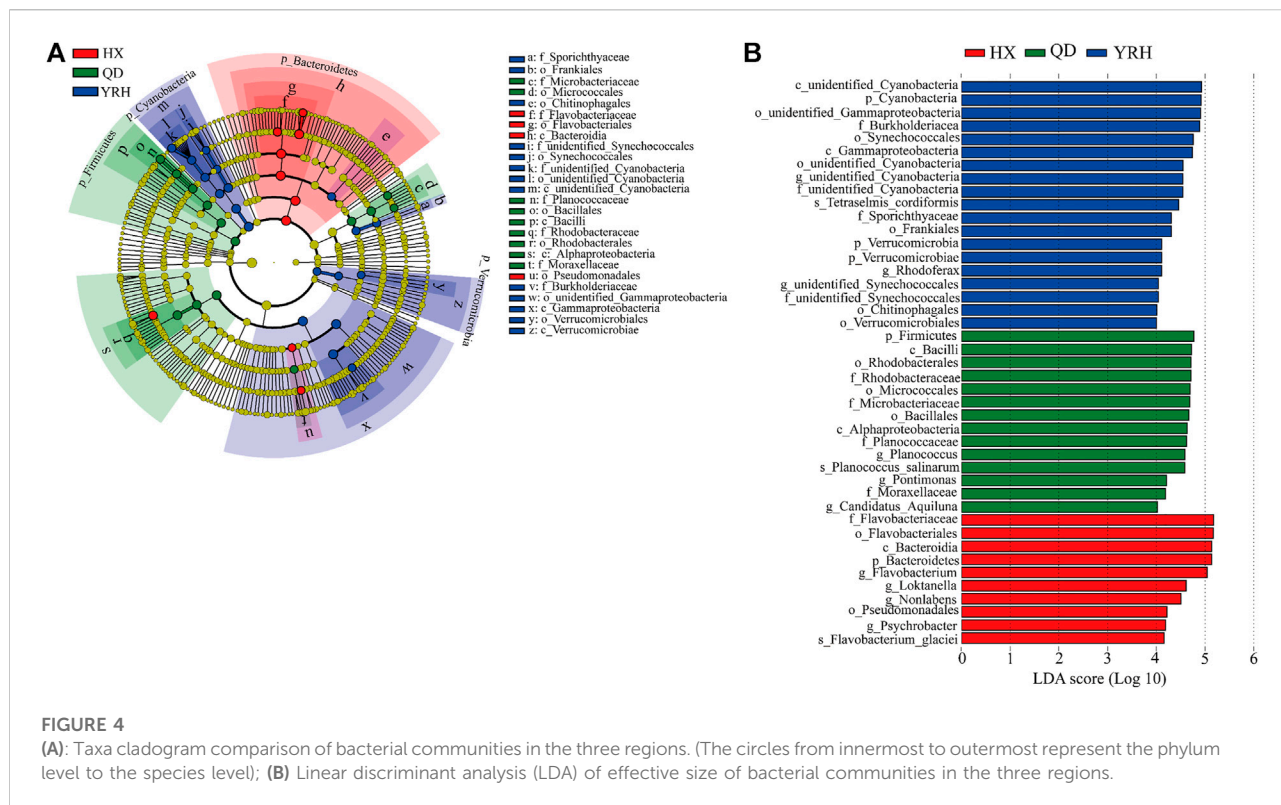 A
HX
QD
YRH
p_Bacteroidetes
p_Cyanobacteria
p_Firmicutes
p_Verrucomicrobia
g
f
h
e
m
j
i
l
k
p
o
n
d
c
b
a
y
z
w
v
x
t
u
s
r
q
a: f_Sporichthyaceae
b: o_Frankiales
c: f_Microbacteriaceae
d: o_Micrococcales
e: o_Chitinophagales
f: f_Flavobacteriaceae
g: o_Flavobacteriales
h: c_Bacteroidia
i: f_unidentified_Synechococcales
j: o_Synechococcales
k: f_unidentified_Cyanobacteria
l: o_unidentified_Cyanobacteria
m: c_unidentified_Cyanobacteria
n: f_Planococcaceae
o: o_Bacillales
p: c_Bacilli
q: f_Rhodobacteraceae
r: o_Rhodobacterales
s: c_Alphaproteobacteria
t: f_Moraxellaceae
u: o_Pseudomonadales
v: f_Burkholderiaceae
w: o_unidentified_Gammaproteobacteria
x: c_Gammaproteobacteria
y: o_Verrucomicrobiales
z: c_Verrucomicrobiae
B
HX QD YRH
c_unidentified_Cyanobacteria
p_Cyanobacteria
o_unidentified_Gammaproteobacteria
f_Burkholderiacea
o_Synechococcales
c_Gammaproteobacteria
o_unidentified_Cyanobacteria
g_unidentified_Cyanobacteria
f_unidentified_Cyanobacteria
s_Tetraselmis_cordiformis
f_Sporichthyaceae
o_Frankiales
p_Verrucomicrobia
p_Verrucomicrobiae
g_Rhodoferax
g_unidentified_Synechococcales
f_unidentified_Synechococcales
o_Chitinophagales
o_Verrucomicrobiales
p_Firmicutes
c_Bacilli
o_Rhodobacterales
f_Rhodobacteraceae
o_Micrococcales
f_Microbacteriaceae
o_Bacillales
c_Alphaproteobacteria
f_Planococcaceae
g_Planococcus
s_Planococcus_salinarum
g_Pontimonas
f_Moraxellaceae
g_Candidatus_Aquiluna
f_Flavobacteriaceae
o_Flavobacteriales
c_Bacteroidia
p_Bacteroidetes
g_Flavobacterium
g_Loktanella
g_Nonlabens
o_Pseudomonadales
g_Psychrobacter
s_Flavobacterium_glaciei
0 1 2 3 4 5 6
LDA score (Log 10)
FIGURE 4
(A): Taxa cladogram comparison of bacterial communities in the three regions. (The circles from innermost to outermost represent the phylum
level to the species level); (B) Linear discriminant analysis (LDA) of effective size of bacterial communities in the three regions.